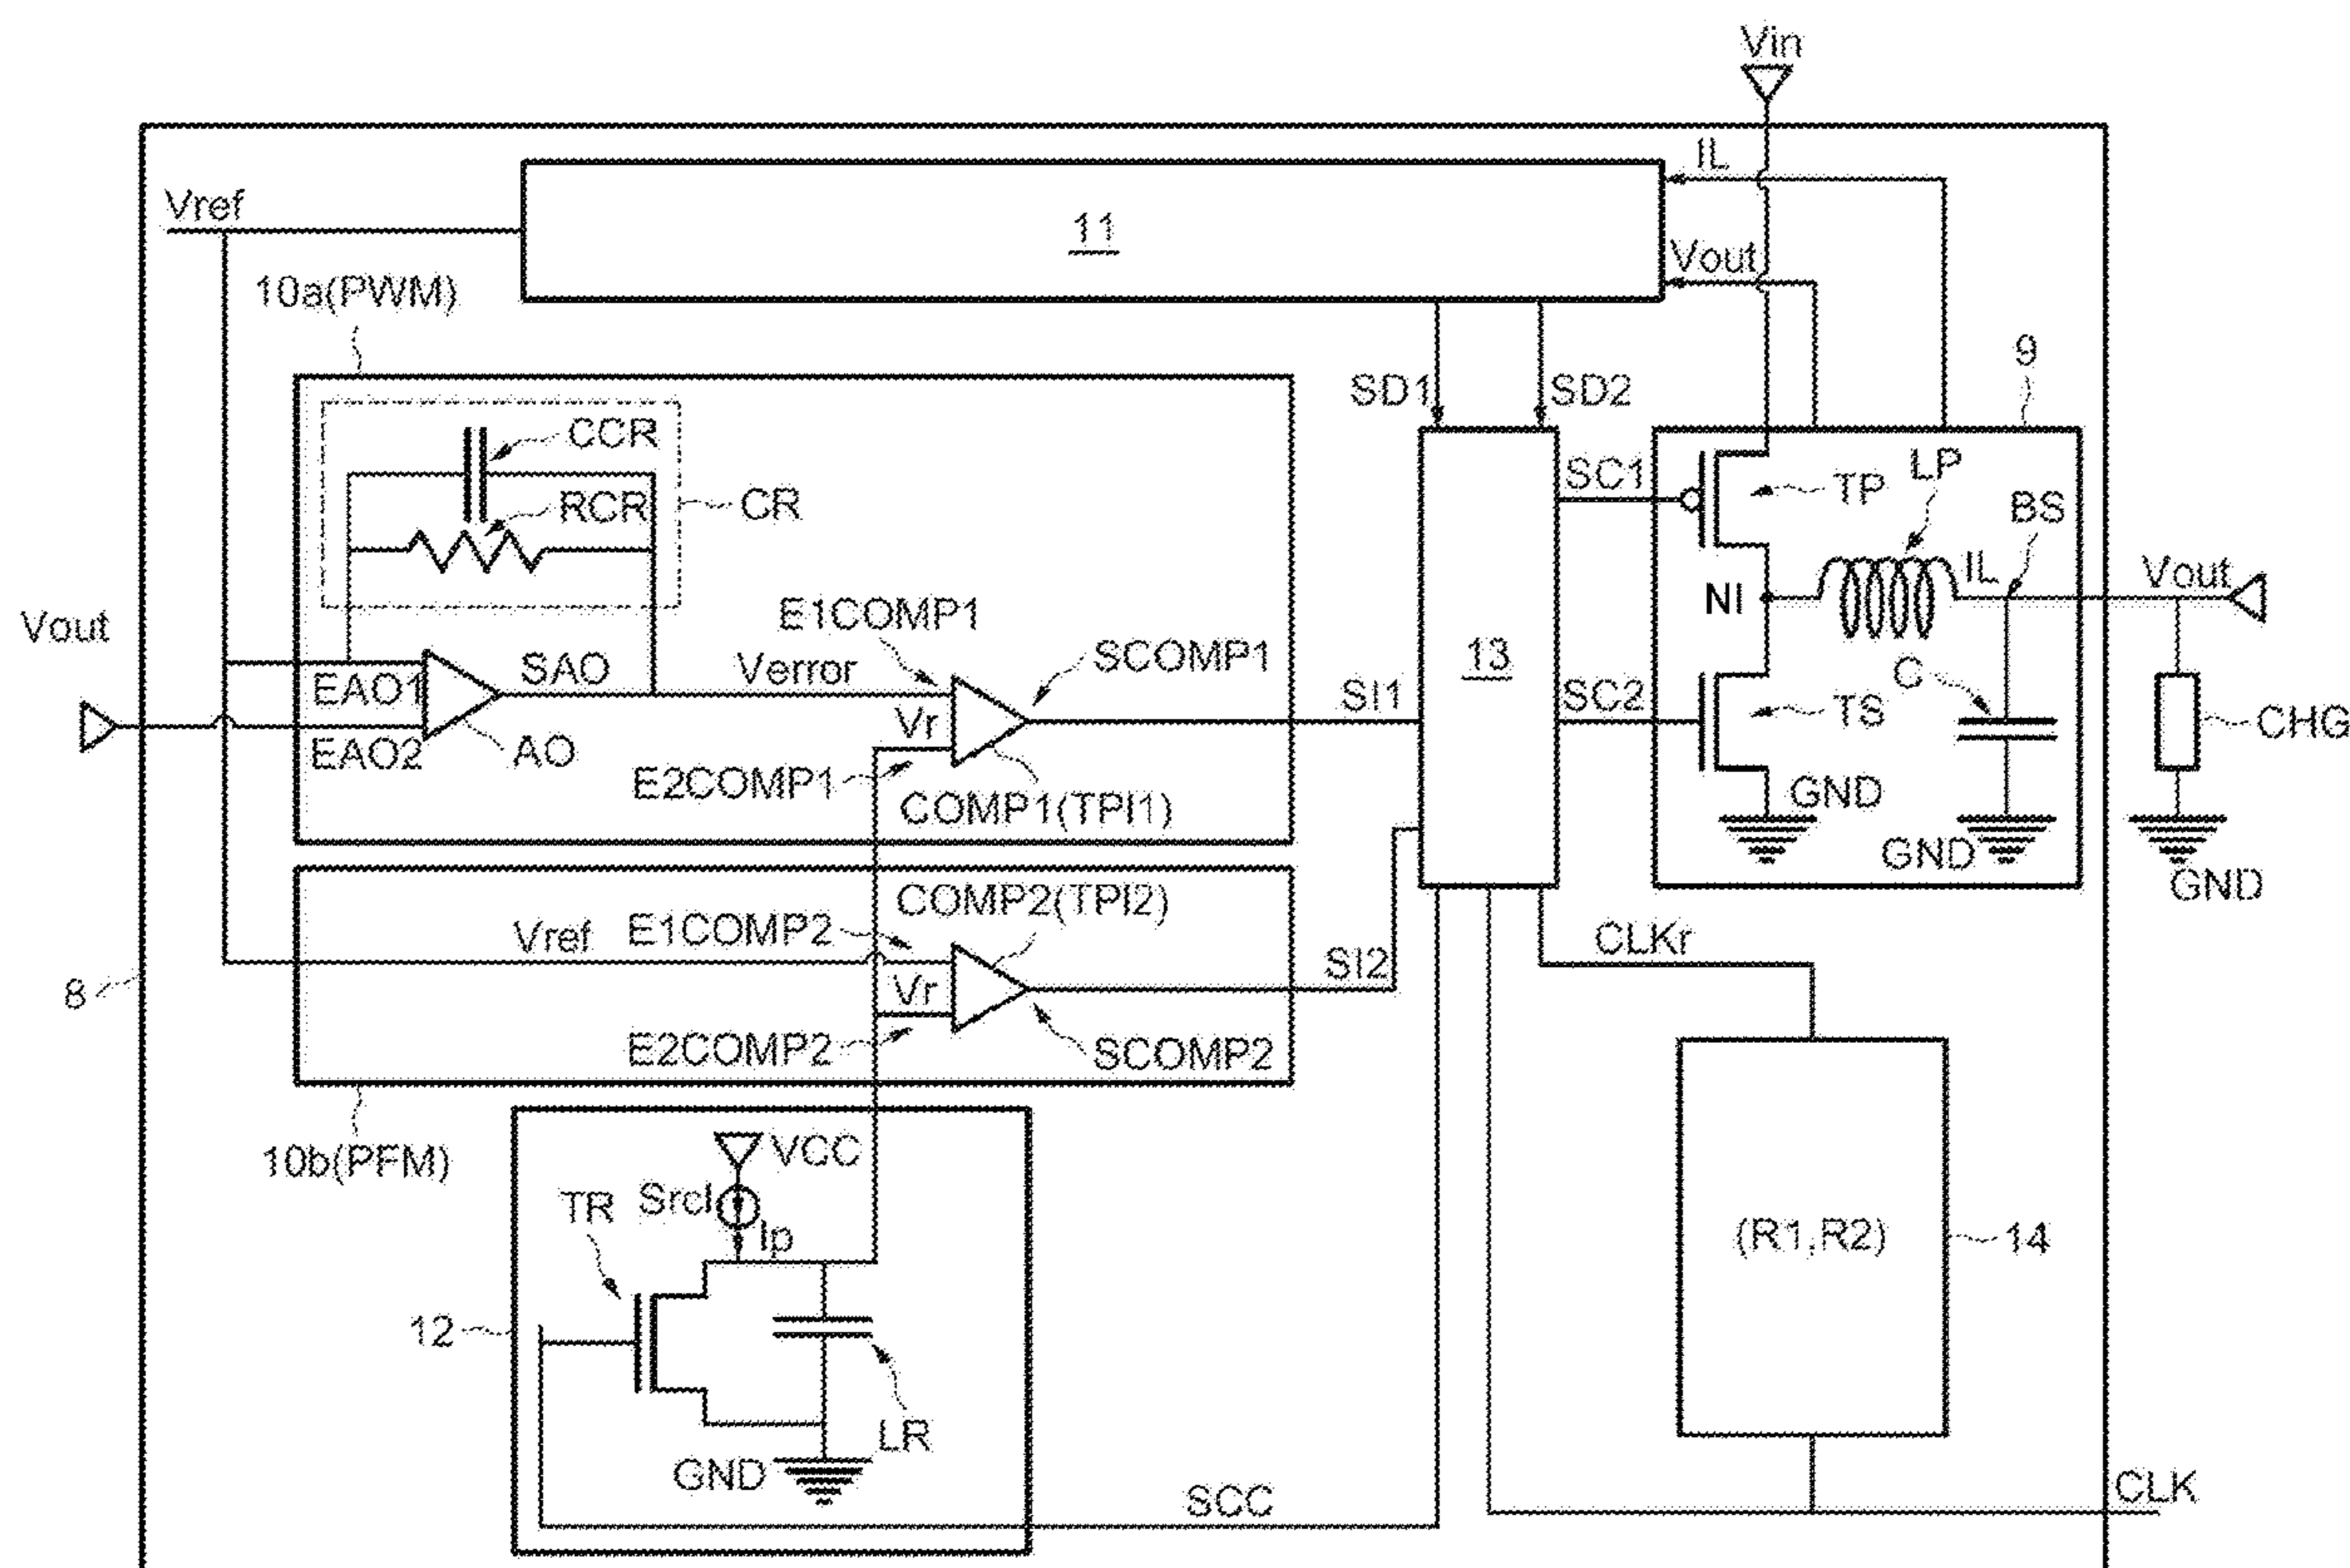 Vin
IL
Vref
11
Vout
10a(PWM)
9
SD1
SD2
CCR
SC1
LP
TP
RCR
CR
BS
NI
IL
Vout
E1COMP1
Vout
SAO
Verror
SCOMP1
13
C
EAO1
SI1
SC2
TS
CHG
Vr
EAO2
AO
E2COMP1
GND
COMP1(TPI1)
GND
GND
COMP2(TPI2)
Vref
E1COMP2
CLKr
SI2
8
Vr
E2COMP2
SCOMP2
VCC
10b(PFM)
TR
SrcI
Ip
(R1,R2)
14
12
LR
GND
SCC
CLK